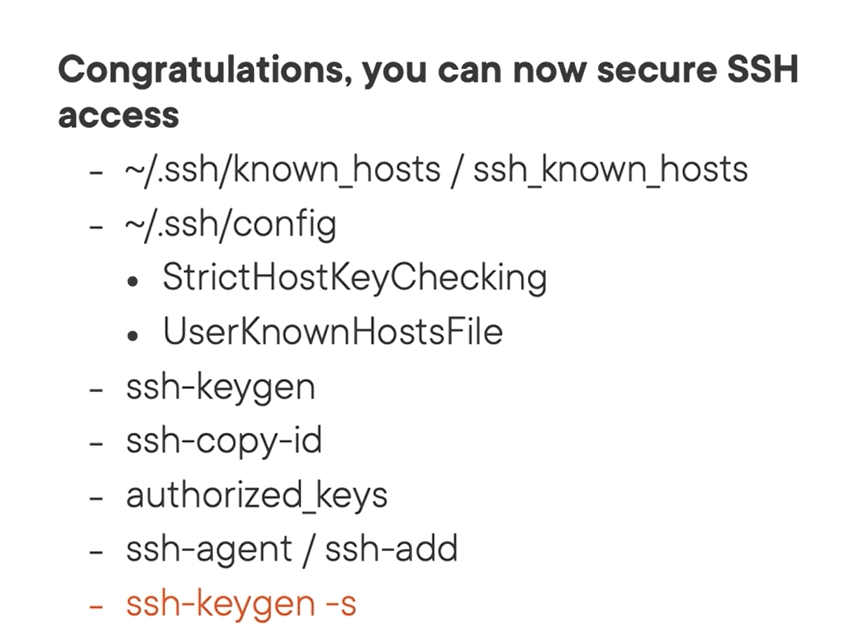 Congratulations, you can now secure SSH
access
– ~/.ssh/known_hosts / ssh_known_hosts
– ~/.ssh/config
• StrictHostKeyChecking
• UserKnownHostsFile
– ssh-keygen
– ssh-copy-id
– authorized_keys
– ssh-agent / ssh-add
– ssh-keygen -s